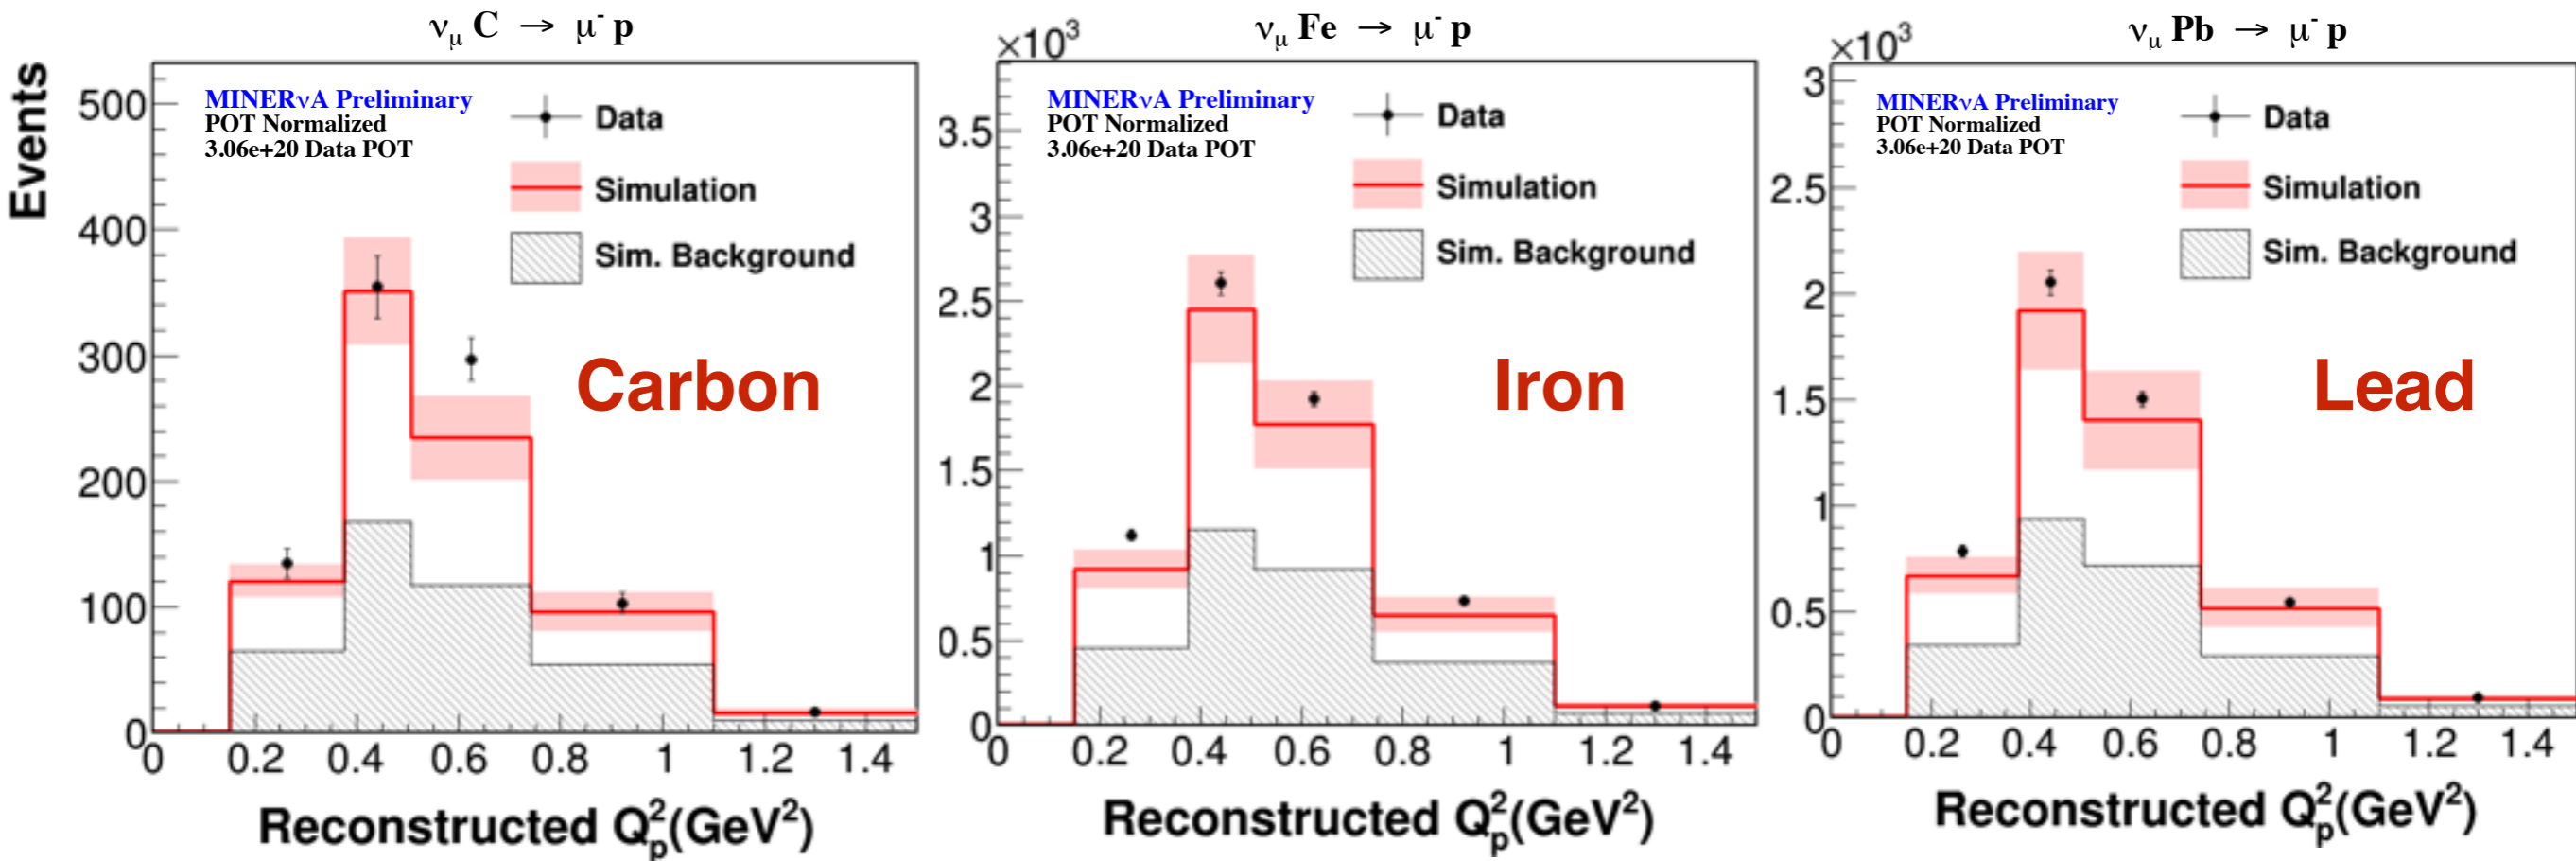 ν_μ C → μ⁻ p
Events
MINERνA Preliminary
POT Normalized
3.06e+20 Data POT
Data
Simulation
Sim. Background
Carbon
500
400
300
200
100
0
0 0.2 0.4 0.6 0.8 1 1.2 1.4
Reconstructed Q²_p(GeV²)
ν_μ Fe → μ⁻ p
×10³
MINERνA Preliminary
POT Normalized
3.06e+20 Data POT
Data
Simulation
Sim. Background
Iron
3.5
3
2.5
2
1.5
1
0.5
0
0 0.2 0.4 0.6 0.8 1 1.2 1.4
Reconstructed Q²_p(GeV²)
ν_μ Pb → μ⁻ p
×10³
MINERνA Preliminary
POT Normalized
3.06e+20 Data POT
Data
Simulation
Sim. Background
Lead
3
2.5
2
1.5
1
0.5
0
0 0.2 0.4 0.6 0.8 1 1.2 1.4
Reconstructed Q²_p(GeV²)